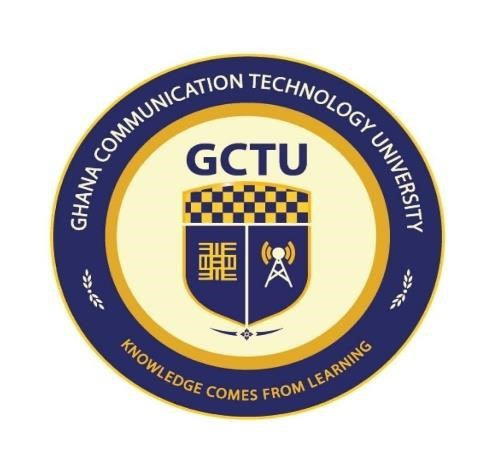 GHANA COMMUNICATION TECHNOLOGY UNIVERSITY
GCTU
KNOWLEDGE COMES FROM LEARNING